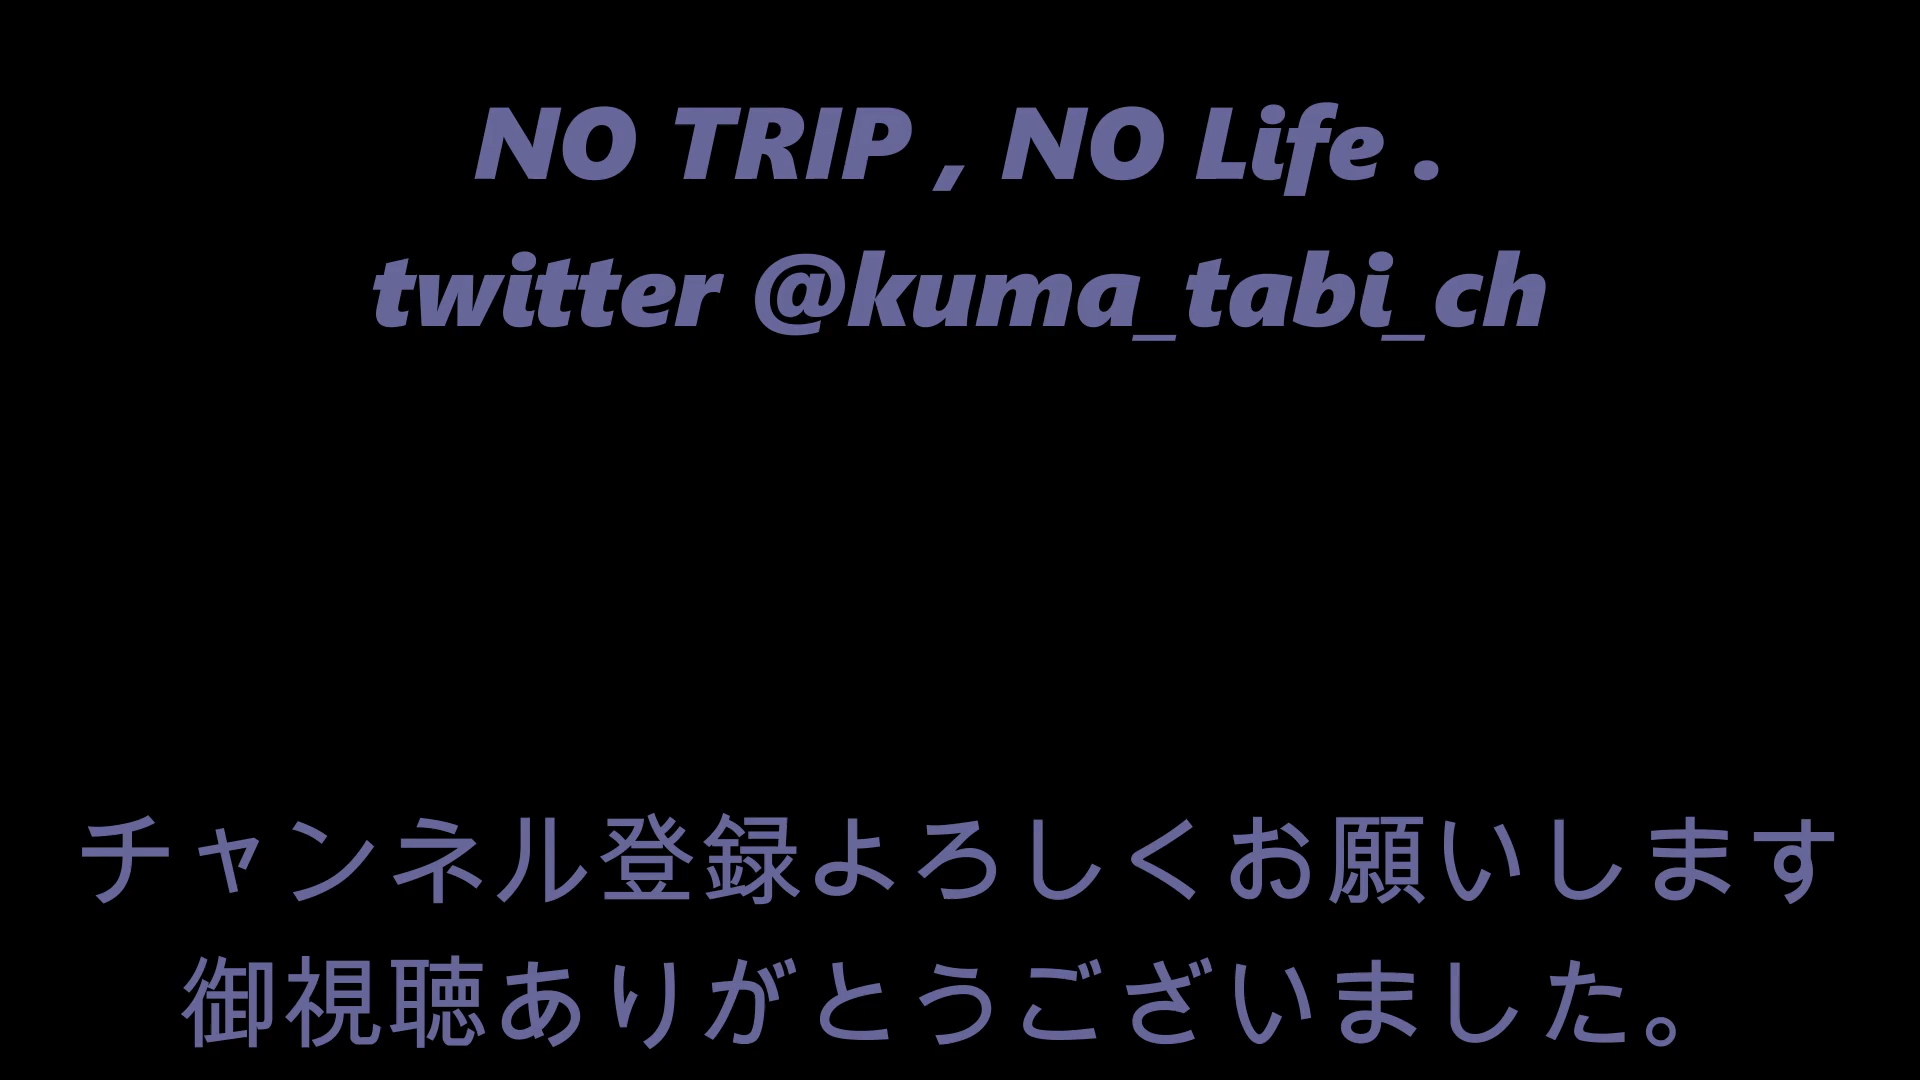 NO TRIP , NO Life .
twitter @kuma_tabi_ch
チャンネル登録よろしくお願いします
御視聴ありがとうございました。